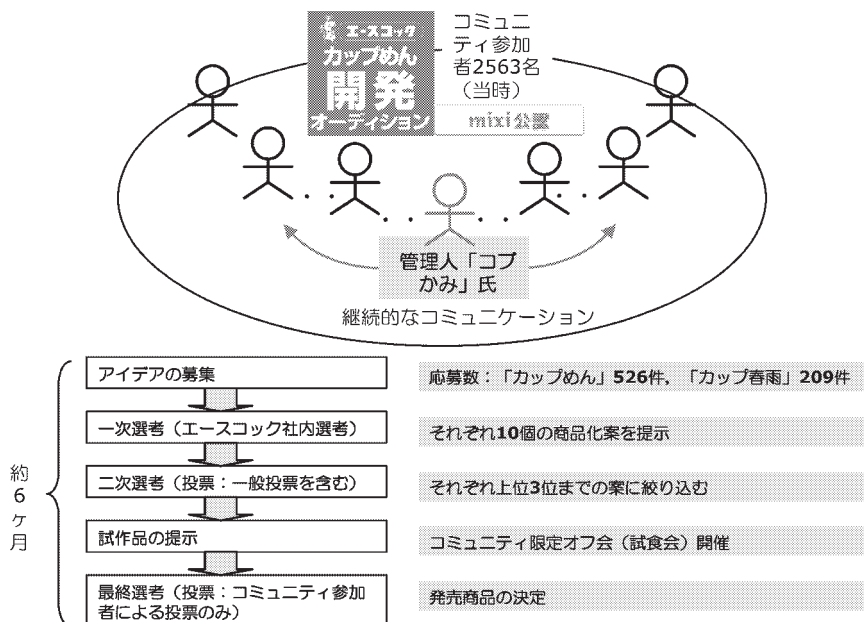 エースコック
カップめん
開発
オーディション
コミュニ
ティ参加
者2563名
（当時）
mixi公認
管理人「コブ
かみ」氏
継続的なコミュニケーション
約6ヶ月
アイデアの募集
応募数：「カップめん」526件，「カップ春雨」209件
一次選考（エースコック社内選考）
それぞれ10個の商品化案を提示
二次選考（投票：一般投票を含む）
それぞれ上位3位までの案に絞り込む
試作品の提示
コミュニティ限定オフ会（試食会）開催
最終選考（投票：コミュニティ参加
者による投票のみ）
発売商品の決定